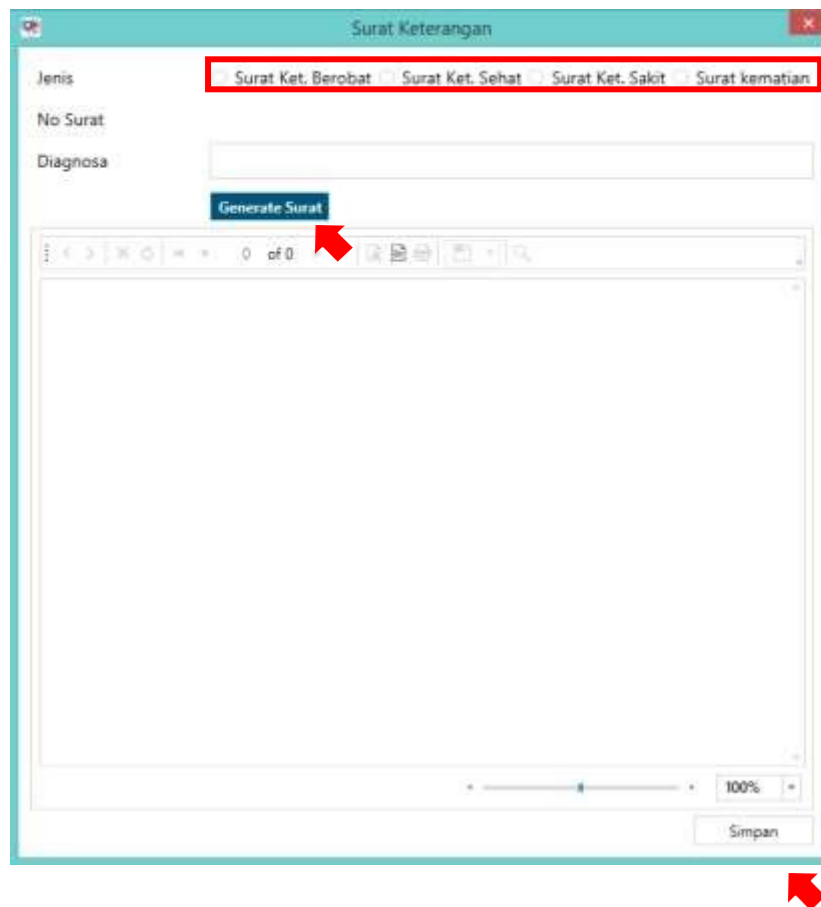 Surat Keterangan
Jenis Surat Ket. Berobat Surat Ket. Sehat Surat Ket. Sakit Surat kematian
No Surat
Diagnosa
Generate Surat
0 of 0
100%
Simpan